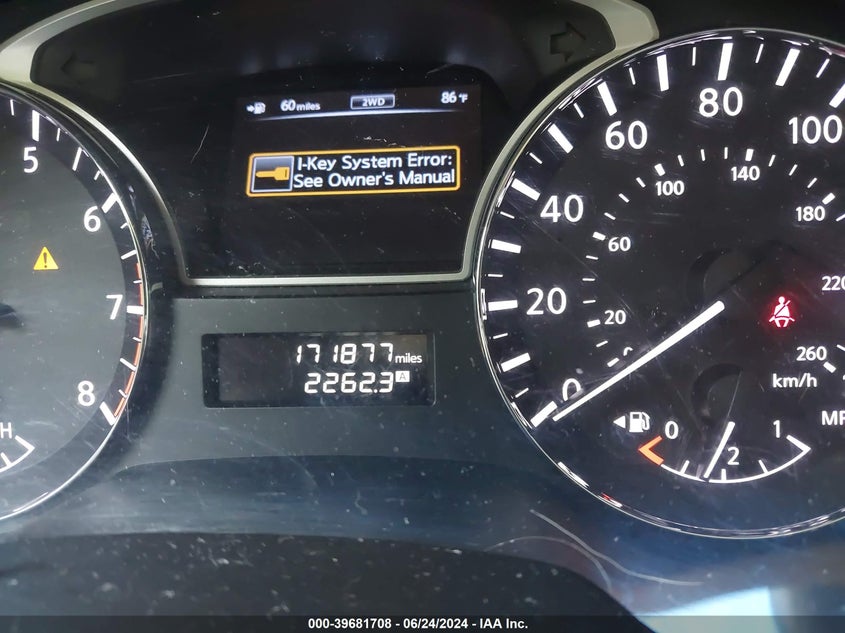 60 miles 2WD 86 °F
I-Key System Error:
See Owner's Manual
5
6
7
8
H
171877 miles
2262.3 A
0
20
40
60
80
100
20
60
100
140
180
220
260
km/h
0
2
1
000-39681708 - 06/24/2024 - IAA Inc.